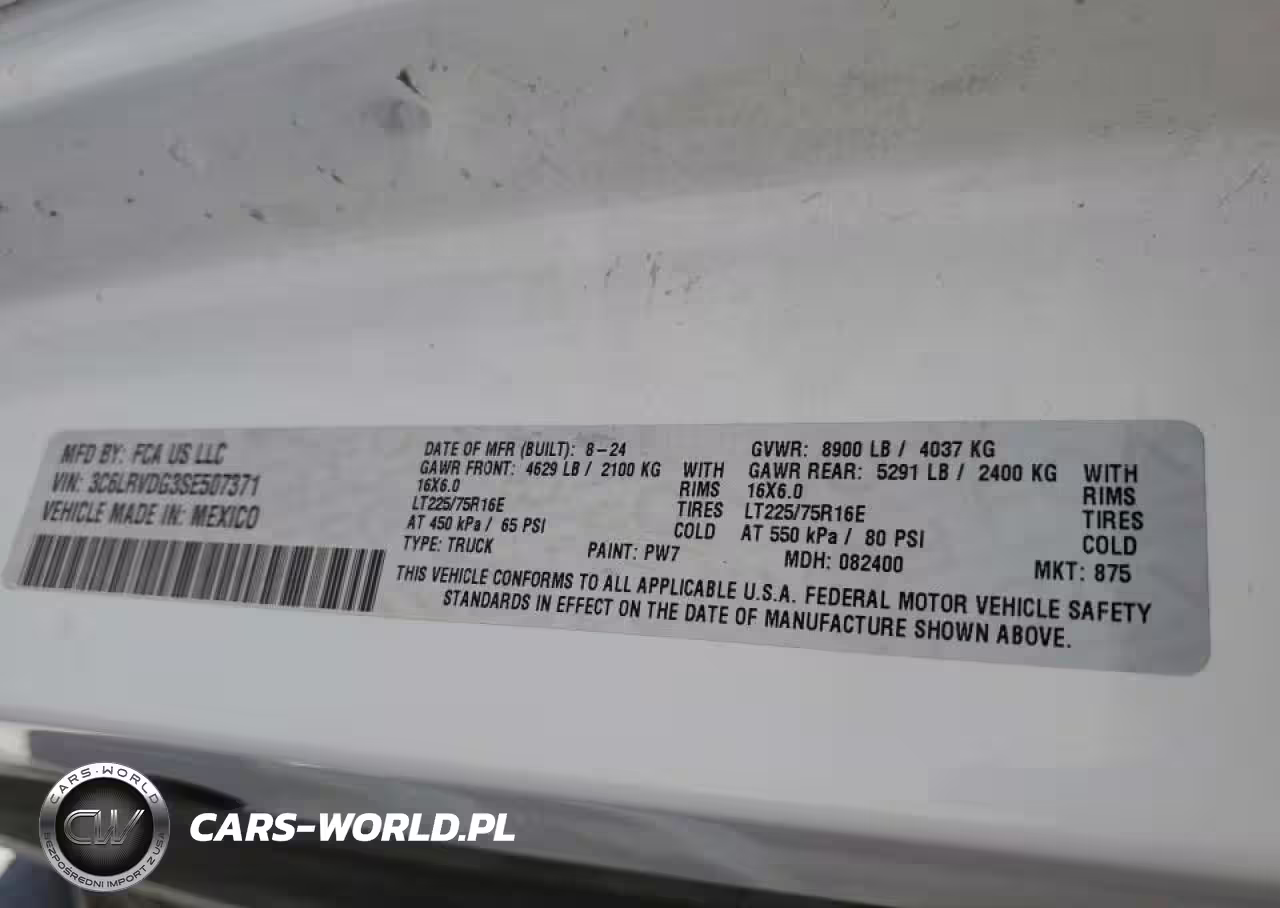 MFD BY: FCA US LLC
VIN: 3C6LRVDG3SE507371
VEHICLE MADE IN: MEXICO
DATE OF MFR (BUILT): 8-24 GVWR: 8900 LB / 4037 KG
GAWR FRONT: 4629 LB / 2100 KG WITH GAWR REAR: 5291 LB / 2400 KG WITH
16X6.0 RIMS 16X6.0 RIMS
LT225/75R16E TIRES LT225/75R16E TIRES
AT 450 kPa / 65 PSI COLD AT 550 kPa / 80 PSI COLD
TYPE: TRUCK PAINT: PW7 MDH: 082400 MKT: 875
THIS VEHICLE CONFORMS TO ALL APPLICABLE U.S.A. FEDERAL MOTOR VEHICLE SAFETY
STANDARDS IN EFFECT ON THE DATE OF MANUFACTURE SHOWN ABOVE.
CARS-WORLD
CW
BEZPOŚREDNI IMPORT Z USA
CARS-WORLD.PL